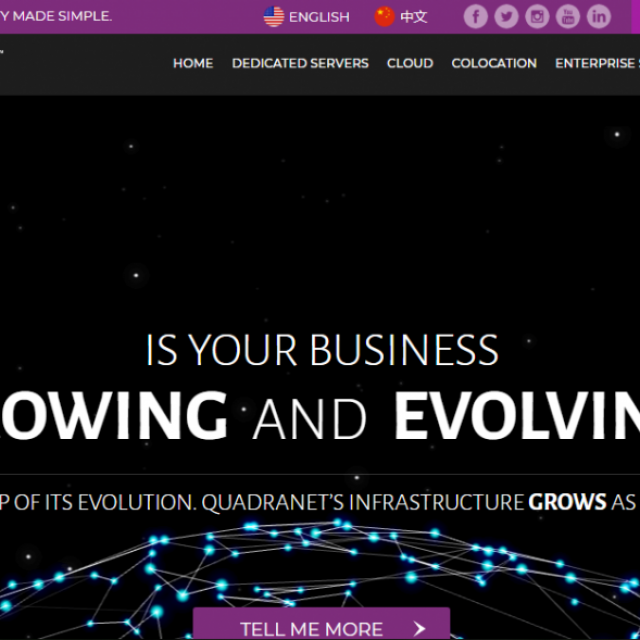 Y MADE SIMPLE.
ENGLISH 中文
HOME DEDICATED SERVERS CLOUD COLOCATION ENTERPRISE S
IS YOUR BUSINESS
OWING AND EVOLVIN
P OF ITS EVOLUTION. QUADRANET'S INFRASTRUCTURE GROWS AS
TELL ME MORE